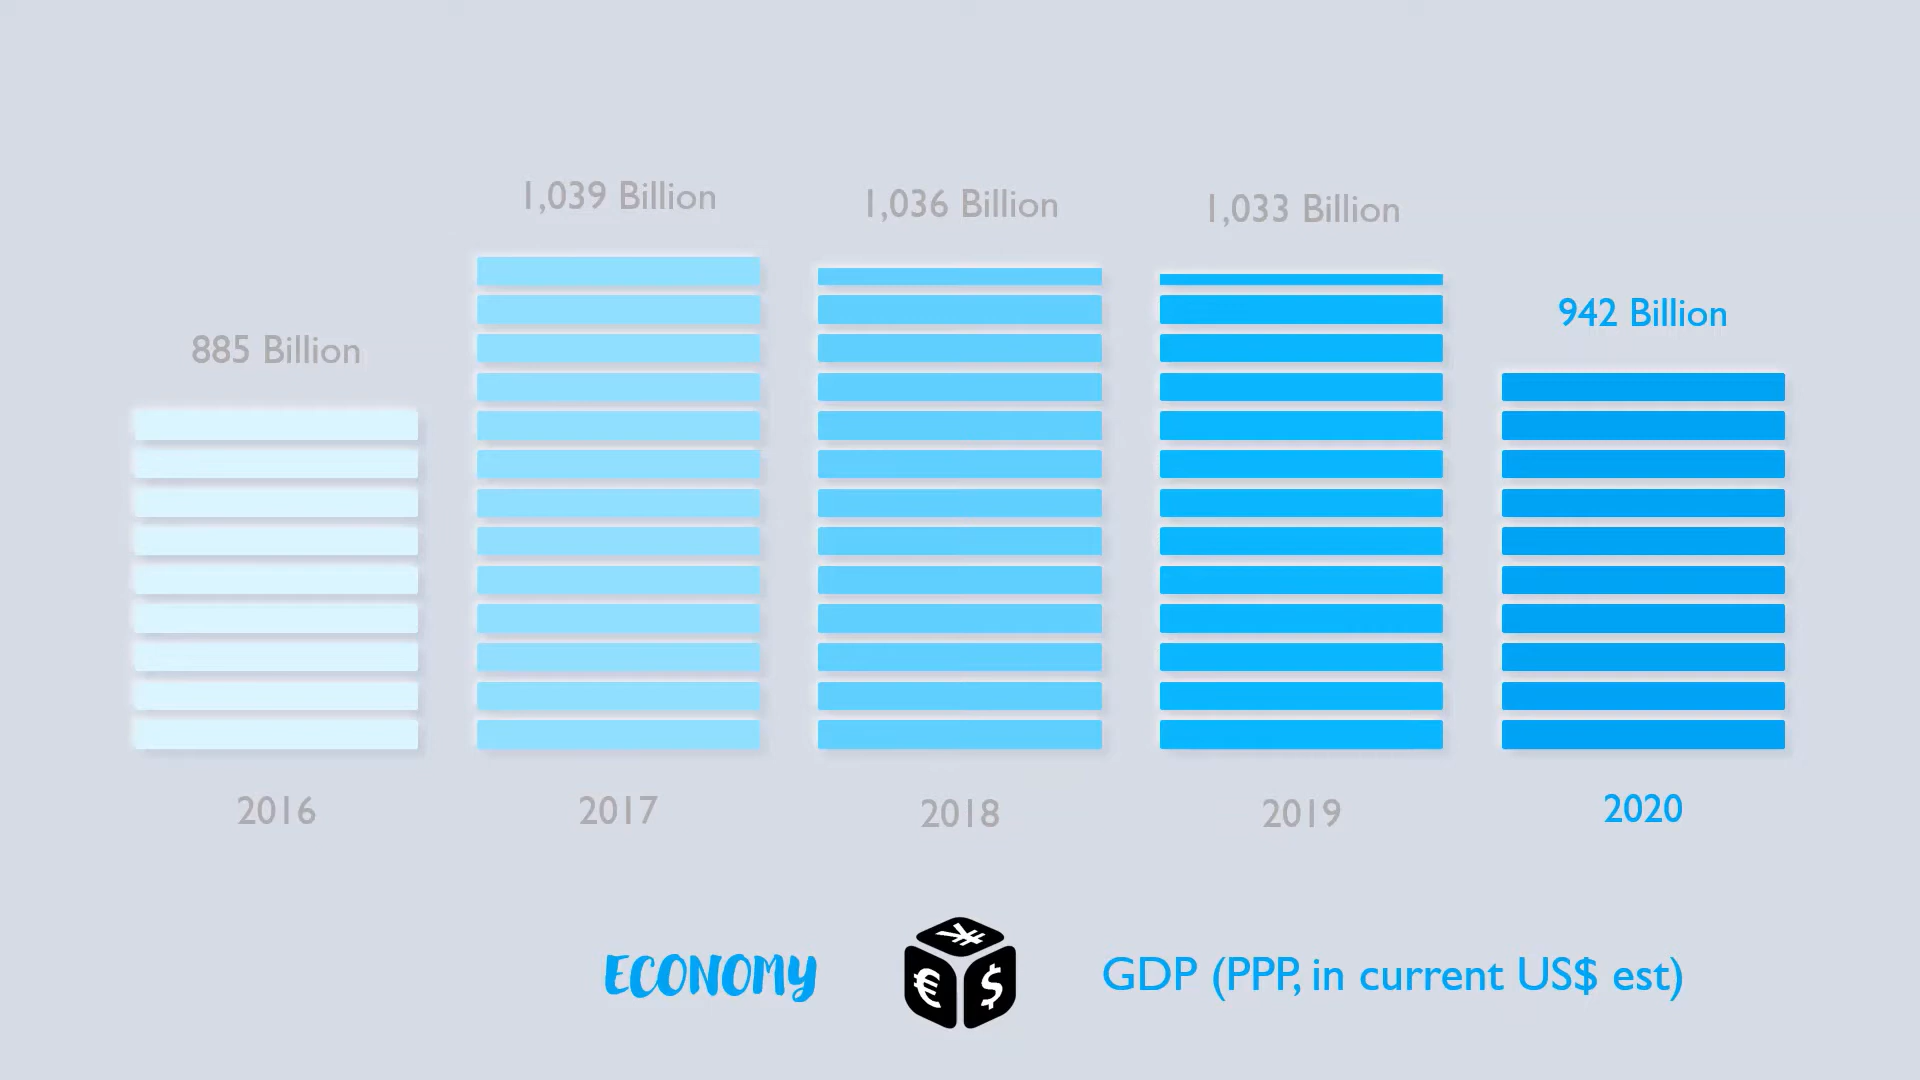 1,039 Billion
1,036 Billion
1,033 Billion
942 Billion
885 Billion
2016
2017
2018
2019
2020
ECONOMY
¥
€
$
GDP (PPP, in current US$ est)